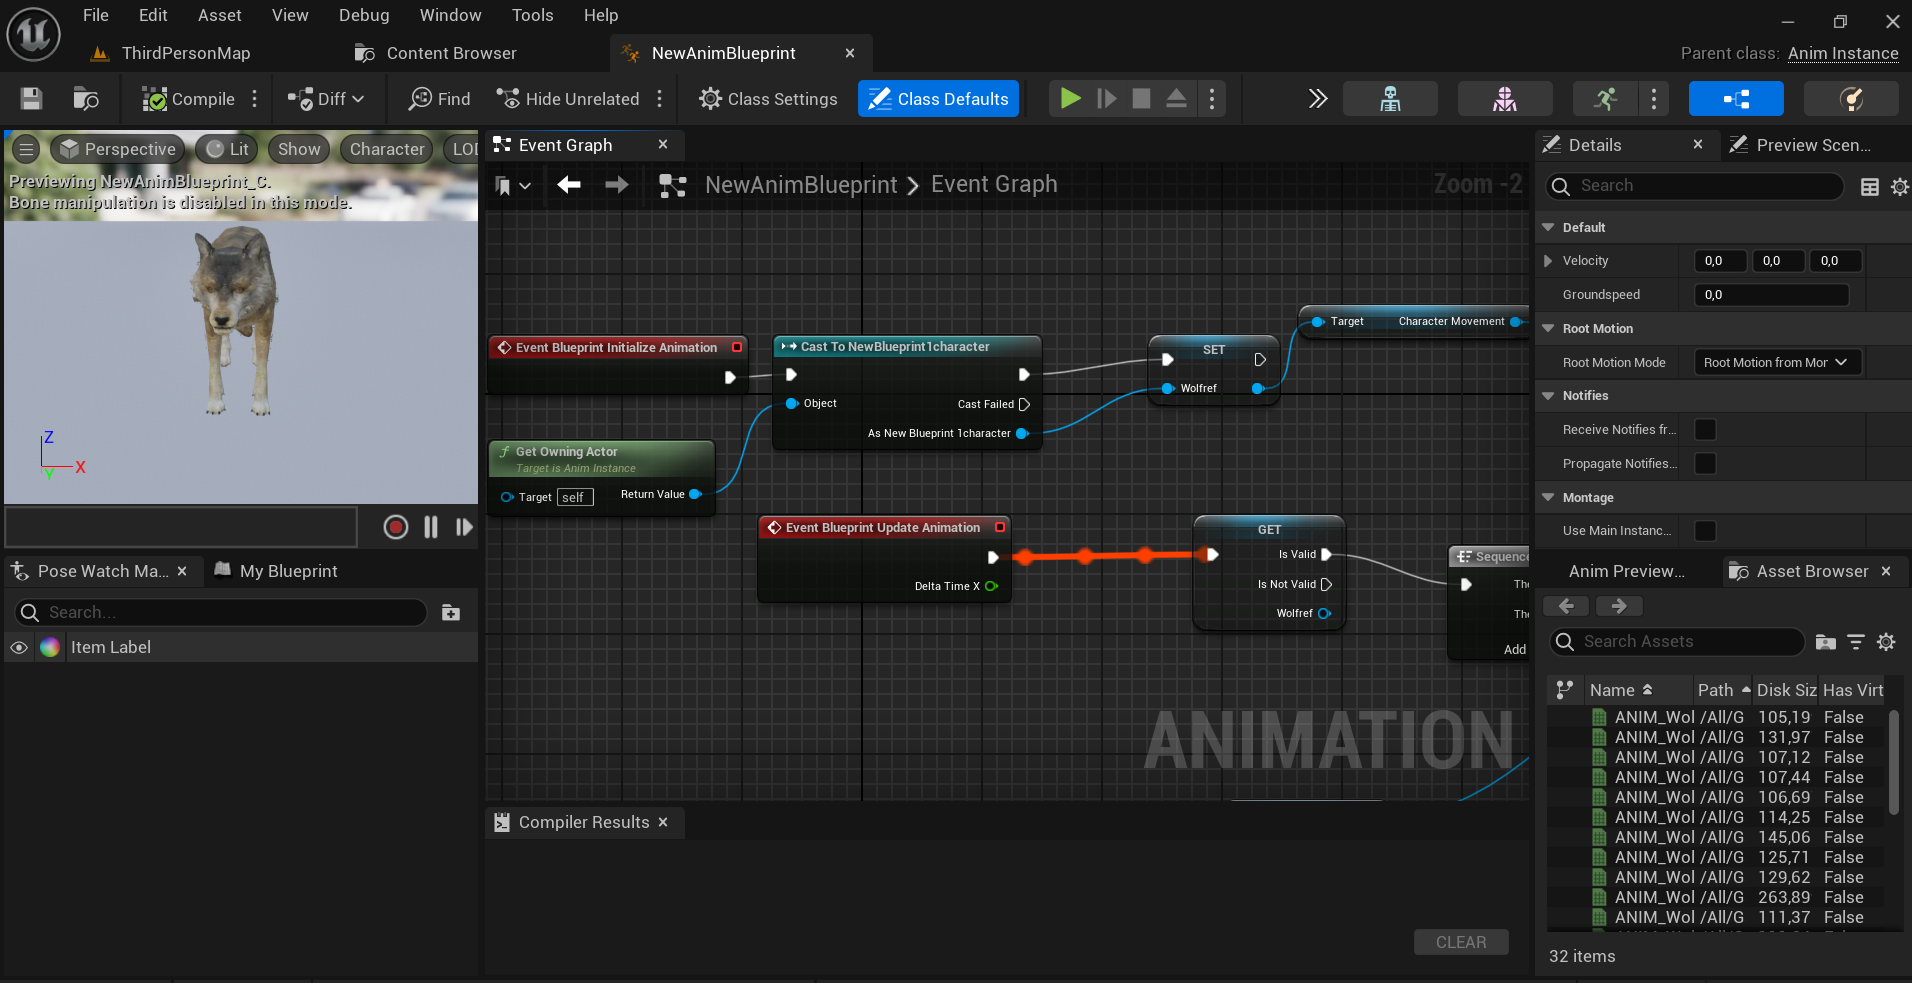 File Edit Asset View Debug Window Tools Help
ThirdPersonMap Content Browser NewAnimBlueprint
Parent class: Anim Instance
Compile Diff Find Hide Unrelated Class Settings Class Defaults
Perspective Lit Show Character LOD
Previewing NewAnimBlueprint_C.
Bone manipulation is disabled in this mode.
Z
X
Y
Pose Watch Ma... My Blueprint
Search...
Item Label
Event Graph
NewAnimBlueprint > Event Graph
Zoom -2
Event Blueprint Initialize Animation
Cast To NewBlueprint1character
Object
Cast Failed
As New Blueprint 1character
SET
Wolfref
Target Character Movement
Get Owning Actor
Target is Anim Instance
Target self Return Value
Event Blueprint Update Animation
Delta Time X
GET
Is Valid
Is Not Valid
Wolfref
Sequence
The
The
Add
ANIMATION
Compiler Results
CLEAR
Details Preview Scen...
Search
Default
Velocity 0,0 0,0 0,0
Groundspeed 0,0
Root Motion
Root Motion Mode Root Motion from Mor
Notifies
Receive Notifies fr...
Propagate Notifies...
Montage
Use Main Instanc...
Anim Preview... Asset Browser
Search Assets
Name Path Disk Siz Has Virt
ANIM_Wol /All/G 105,19 False
ANIM_Wol /All/G 131,97 False
ANIM_Wol /All/G 107,12 False
ANIM_Wol /All/G 107,44 False
ANIM_Wol /All/G 106,69 False
ANIM_Wol /All/G 114,25 False
ANIM_Wol /All/G 145,06 False
ANIM_Wol /All/G 125,71 False
ANIM_Wol /All/G 129,62 False
ANIM_Wol /All/G 263,89 False
ANIM_Wol /All/G 111,37 False
32 items